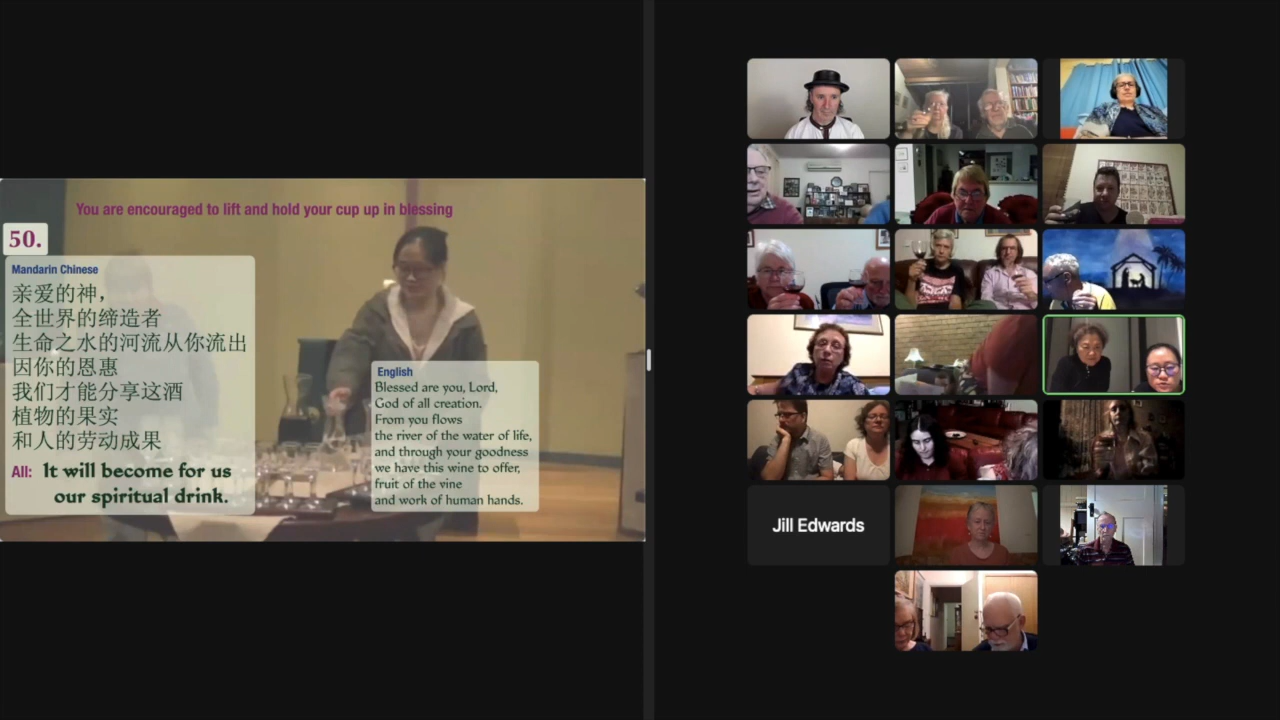 You are encouraged to lift and hold your cup up in blessing
50.
Mandarin Chinese
亲爱的神，
全世界的缔造者
生命之水的河流从你流出
因你的恩惠
我们才能分享这酒
植物的果实
和人的劳动成果
All: It will become for us
our spiritual drink.
English
Blessed are you, Lord,
God of all creation.
From you flows
the river of the water of life,
and through your goodness
we have this wine to offer,
fruit of the vine
and work of human hands.
Jill Edwards